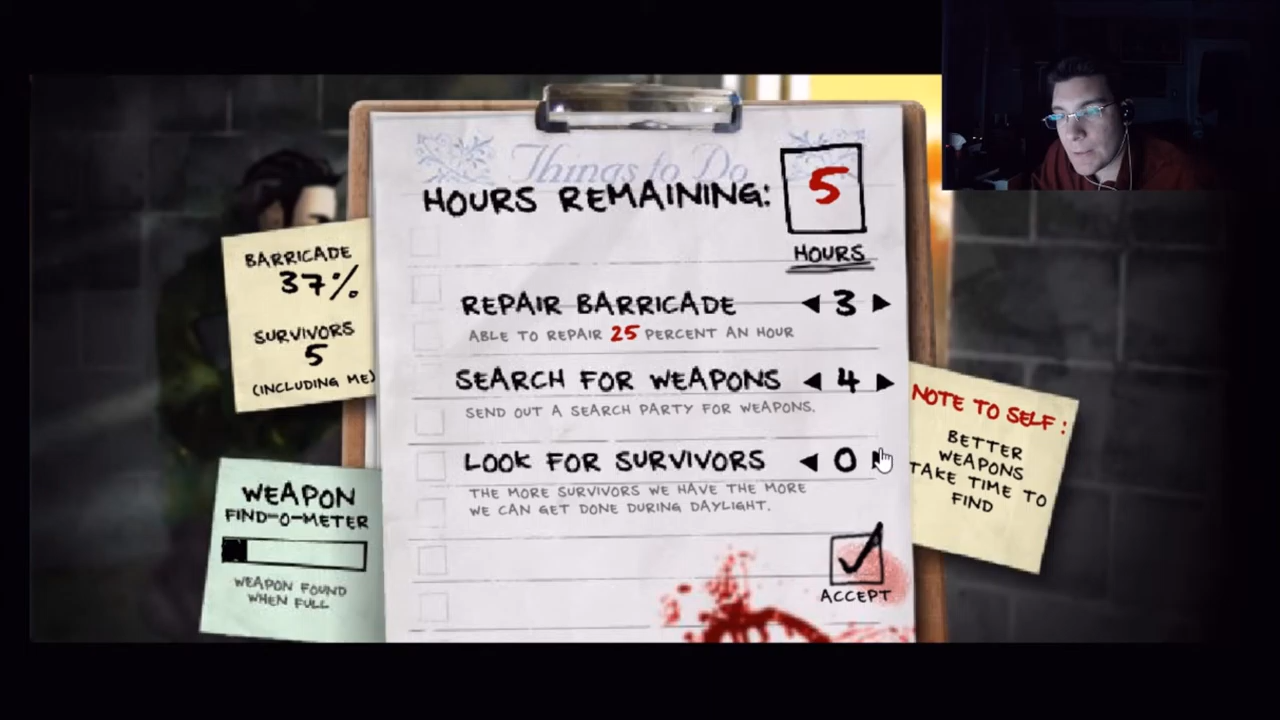 Things to Do
HOURS REMAINING: 5
HOURS
BARRICADE
37%
SURVIVORS
5
(INCLUDING ME)
REPAIR BARRICADE 3
ABLE TO REPAIR 25 PERCENT AN HOUR
SEARCH FOR WEAPONS 4
SEND OUT A SEARCH PARTY FOR WEAPONS.
LOOK FOR SURVIVORS 0
THE MORE SURVIVORS WE HAVE THE MORE
WE CAN GET DONE DURING DAYLIGHT.
NOTE TO SELF:
BETTER
WEAPONS
TAKE TIME TO
FIND
WEAPON
FIND-O-METER
WEAPON FOUND
WHEN FULL
ACCEPT